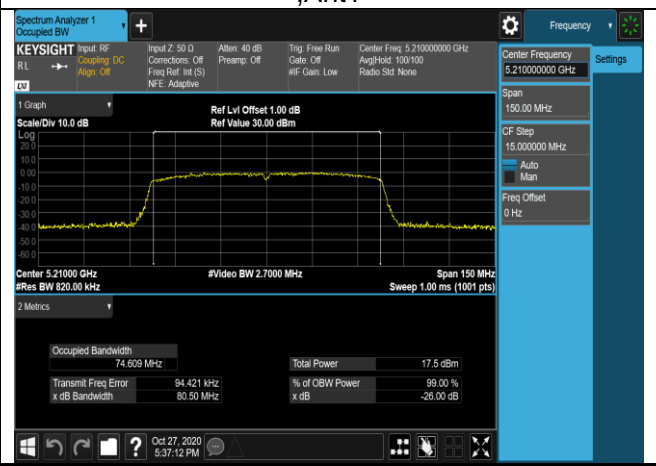 Spectrum Analyzer 1
Occupied BW
Frequency
KEYSIGHT
RL
LXI
Input: RF
Coupling: DC
Align: Off
Input Z: 50 Ω
Corrections: Off
Freq Ref: Int (S)
NFE: Adaptive
Atten: 40 dB
Preamp: Off
Trig: Free Run
Gate: Off
#IF Gain: Low
Center Freq: 5.210000000 GHz
Avg|Hold: 100/100
Radio Std: None
Center Frequency
5.210000000 GHz
Settings
Span
150.00 MHz
CF Step
15.000000 MHz
Auto
Man
Freq Offset
0 Hz
1 Graph
Scale/Div 10.0 dB
Ref Lvl Offset 1.00 dB
Ref Value 30.00 dBm
Log
20.0
10.0
0.00
-10.0
-20.0
-30.0
-40.0
-50.0
-60.0
Center 5.21000 GHz
#Res BW 820.00 kHz
#Video BW 2.7000 MHz
Span 150 MHz
Sweep 1.00 ms (1001 pts)
2 Metrics
Occupied Bandwidth
74.609 MHz
Total Power 17.5 dBm
Transmit Freq Error 94.421 kHz
% of OBW Power 99.00 %
x dB Bandwidth 80.50 MHz
x dB -26.00 dB
Oct 27, 2020
5:37:12 PM